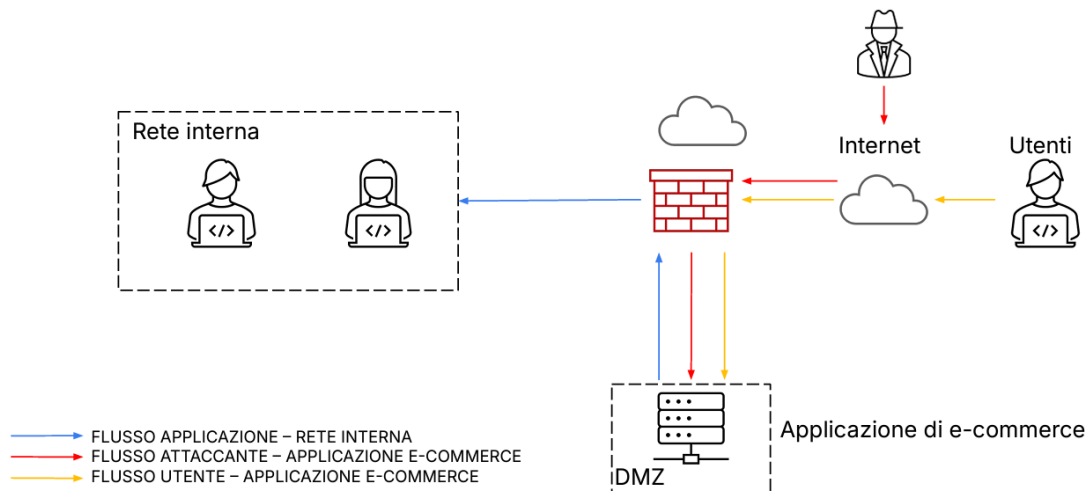 Rete interna
Internet
Utenti
Applicazione di e-commerce
DMZ
FLUSSO APPLICAZIONE – RETE INTERNA
FLUSSO ATTACCANTE – APPLICAZIONE E-COMMERCE
FLUSSO UTENTE – APPLICAZIONE E-COMMERCE